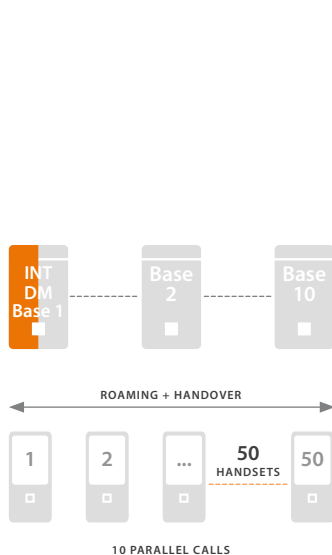 INT
DM
Base 1
Base
2
Base
10
ROAMING + HANDOVER
1
2
...
50
HANDSETS
50
10 PARALLEL CALLS